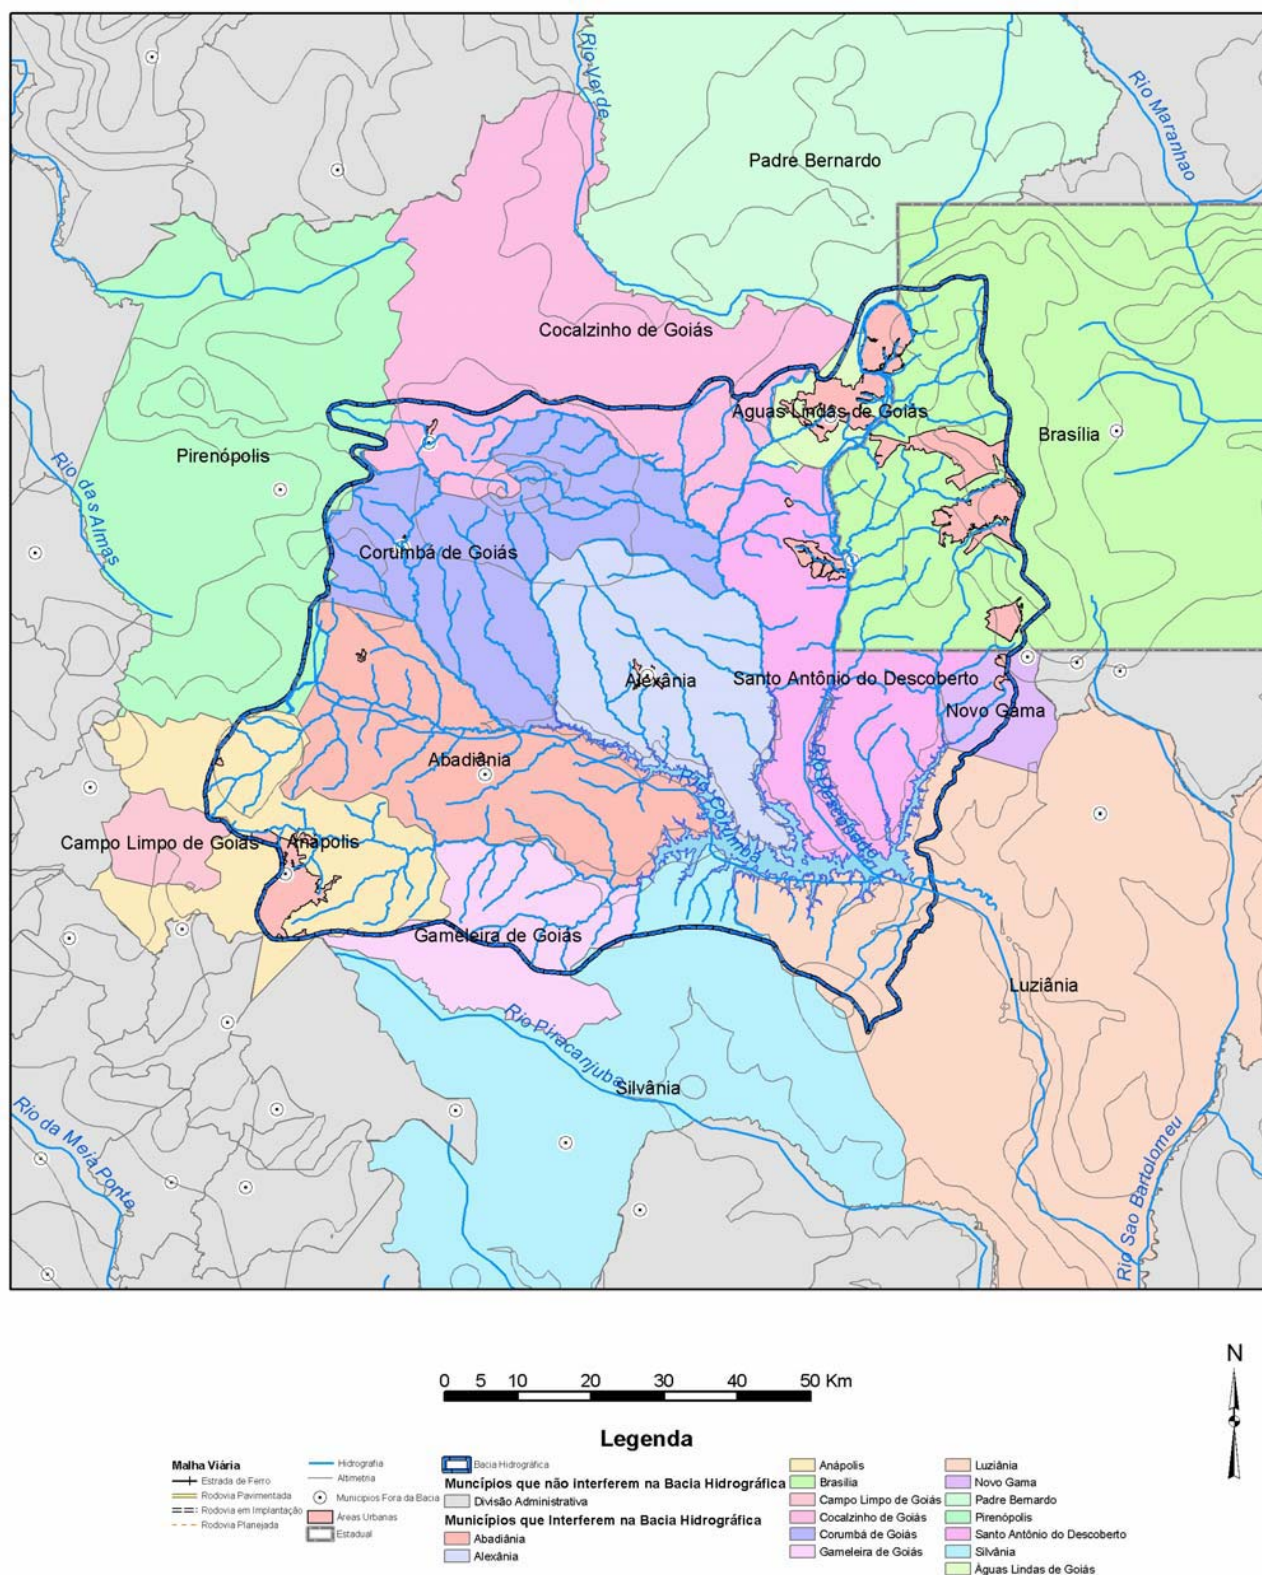 Rio Verde
Rio Maranhao
Padre Bernardo
Cocalzinho de Goiás
Águas Lindas de Goiás
Brasília
Pirenópolis
Rio das Almas
Corumbá de Goiás
Alexânia
Santo Antônio do Descoberto
Novo Gama
Abadiânia
Rio Corumbá
Rio Descoberto
Campo Limpo de Goiás
Anápolis
Gameleira de Goiás
Luziânia
Rio Piracanjuba
Silvânia
Rio da Meia Ponte
Rio Sao Bartolomeu
N
0 5 10 20 30 40 50 Km
Legenda
Malha Viária
Estrada de Ferro
Rodovia Pavimentada
Rodovia em Implantação
Rodovia Planejada
Hidrografia
Altimetria
Municipios Fora da Bacia
Áreas Urbanas
Estadual
Bacia Hidrográfica
Muncípios que não interferem na Bacia Hidrográfica
Divisão Administrativa
Municípios que Interferem na Bacia Hidrográfica
Abadiânia
Alexânia
Anápolis
Brasília
Campo Limpo de Goiás
Cocalzinho de Goiás
Corumbá de Goiás
Gameleira de Goiás
Luziânia
Novo Gama
Padre Bernardo
Pirenópolis
Santo Antônio do Descoberto
Silvânia
Águas Lindas de Goiás